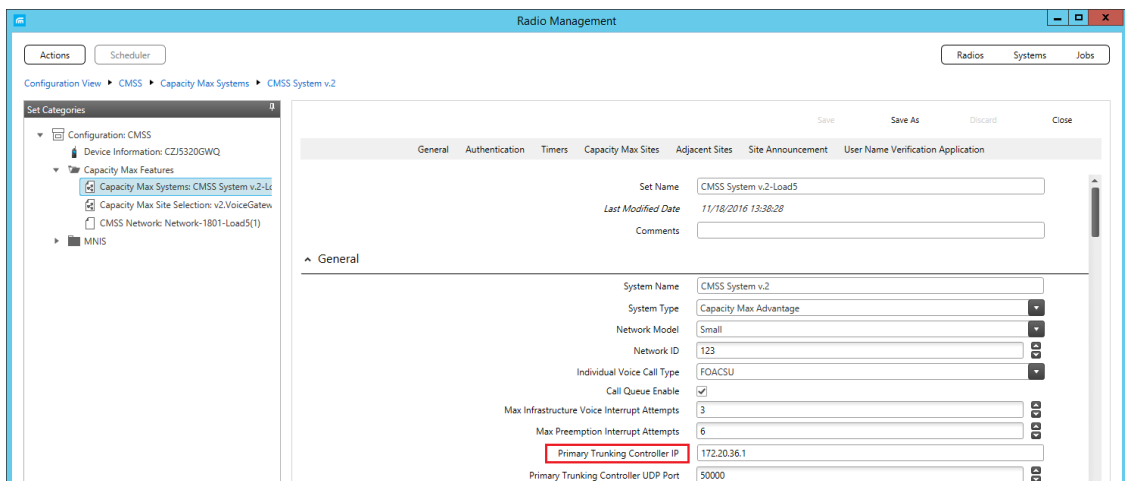 Radio Management
Actions Scheduler Radios Systems Jobs
Configuration View CMSS Capacity Max Systems CMSS System v.2
Set Categories
Configuration: CMSS
Device Information: CZJ5320GWQ
Capacity Max Features
Capacity Max Systems: CMSS System v.2-Lo
Capacity Max Site Selection: v2.VoiceGatew
CMSS Network: Network-1801-Load5(1)
MNIS
Save Save As Discard Close
General Authentication Timers Capacity Max Sites Adjacent Sites Site Announcement User Name Verification Application
Set Name CMSS System v.2-Load5
Last Modified Date 11/18/2016 13:38:28
Comments
General
System Name CMSS System v.2
System Type Capacity Max Advantage
Network Model Small
Network ID 123
Individual Voice Call Type FOACSU
Call Queue Enable
Max Infrastructure Voice Interrupt Attempts 3
Max Preemption Interrupt Attempts 6
Primary Trunking Controller IP 172.20.36.1
Primary Trunking Controller UDP Port 50000